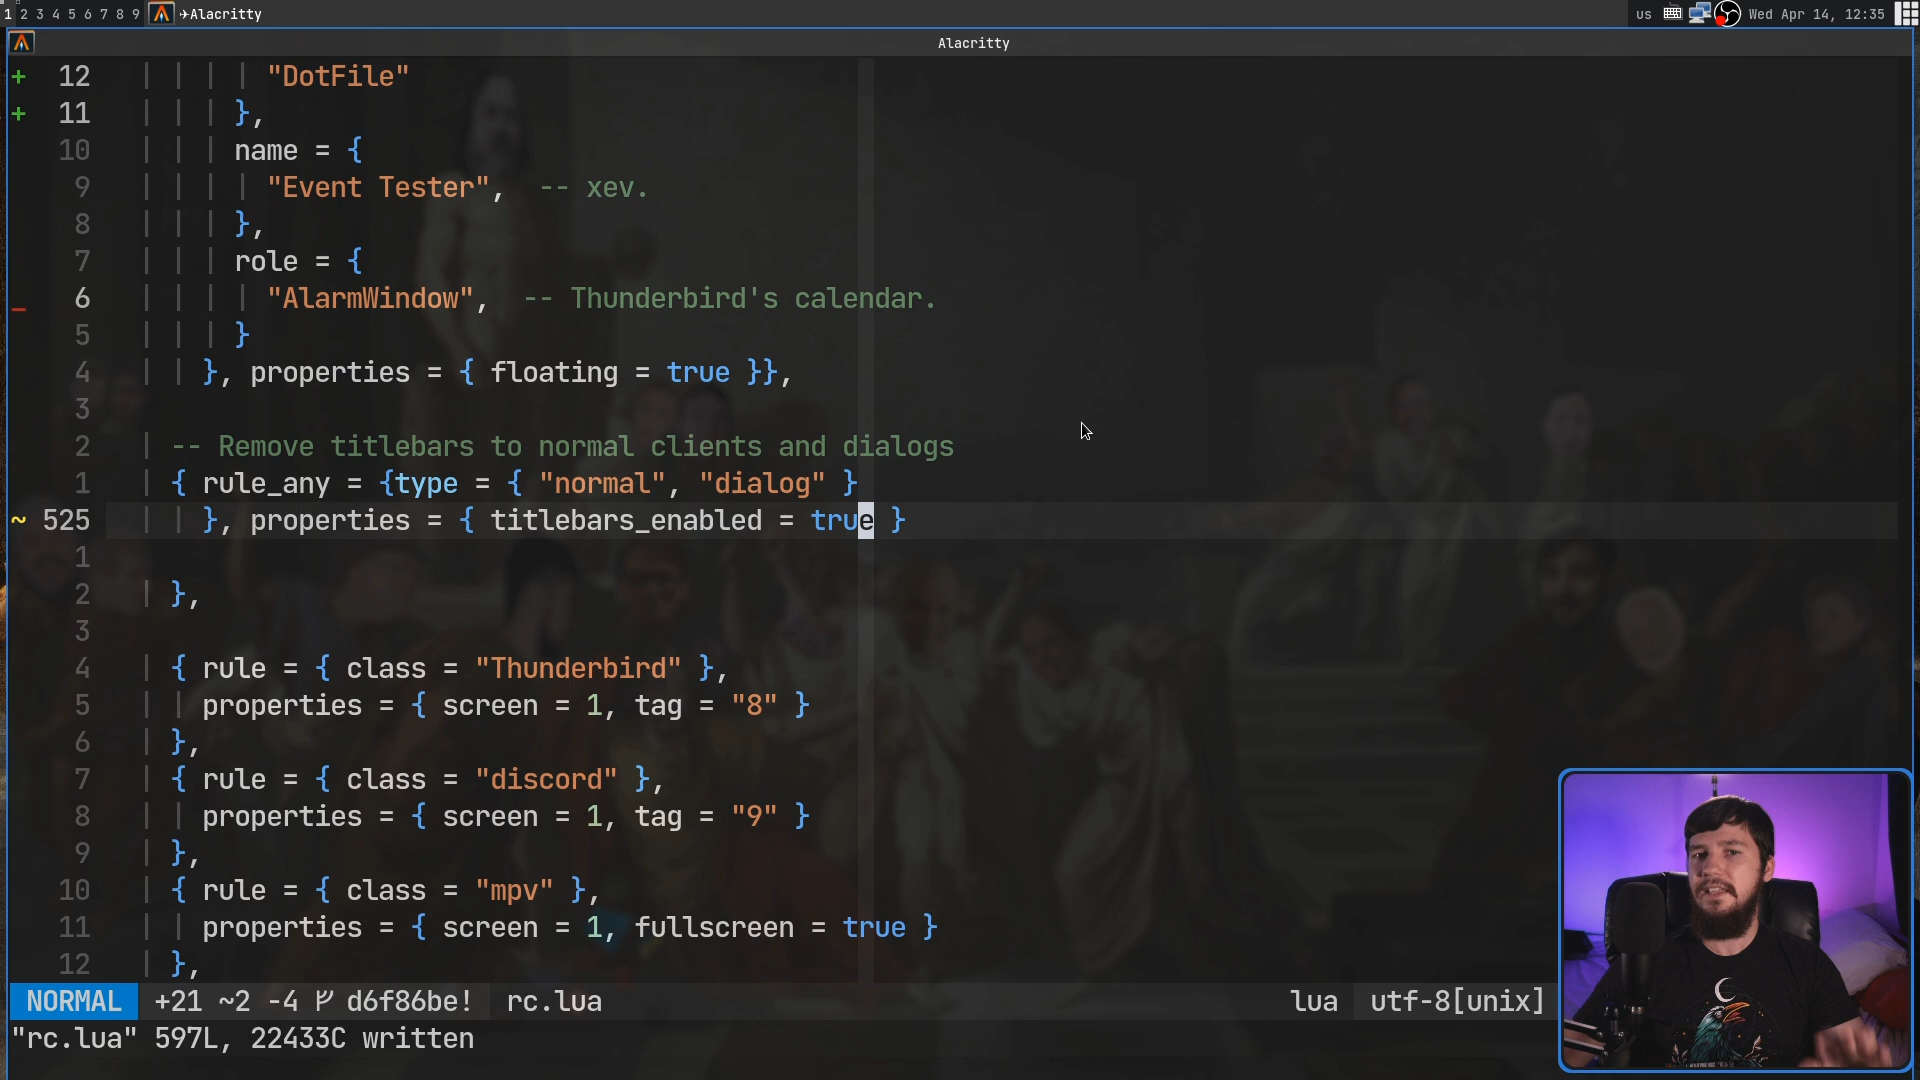 1 2 3 4 5 6 7 8 9 ✈Alacritty us Wed Apr 14, 12:35
Alacritty
+ 12 | | | | "DotFile"
+ 11 | | | },
10 | | | name = {
9 | | | | "Event Tester",  -- xev.
8 | | | },
7 | | | role = {
_ 6 | | | | "AlarmWindow",  -- Thunderbird's calendar.
5 | | | }
4 | | }, properties = { floating = true }},
3
2 | -- Remove titlebars to normal clients and dialogs
1 | { rule_any = {type = { "normal", "dialog" }
~ 525 | | }, properties = { titlebars_enabled = true }
1
2 | },
3
4 | { rule = { class = "Thunderbird" },
5 | | properties = { screen = 1, tag = "8" }
6 | },
7 | { rule = { class = "discord" },
8 | | properties = { screen = 1, tag = "9" }
9 | },
10 | { rule = { class = "mpv" },
11 | | properties = { screen = 1, fullscreen = true }
12 | },
NORMAL +21 ~2 -4 d6f86be! rc.lua lua utf-8[unix]
"rc.lua" 597L, 22433C written